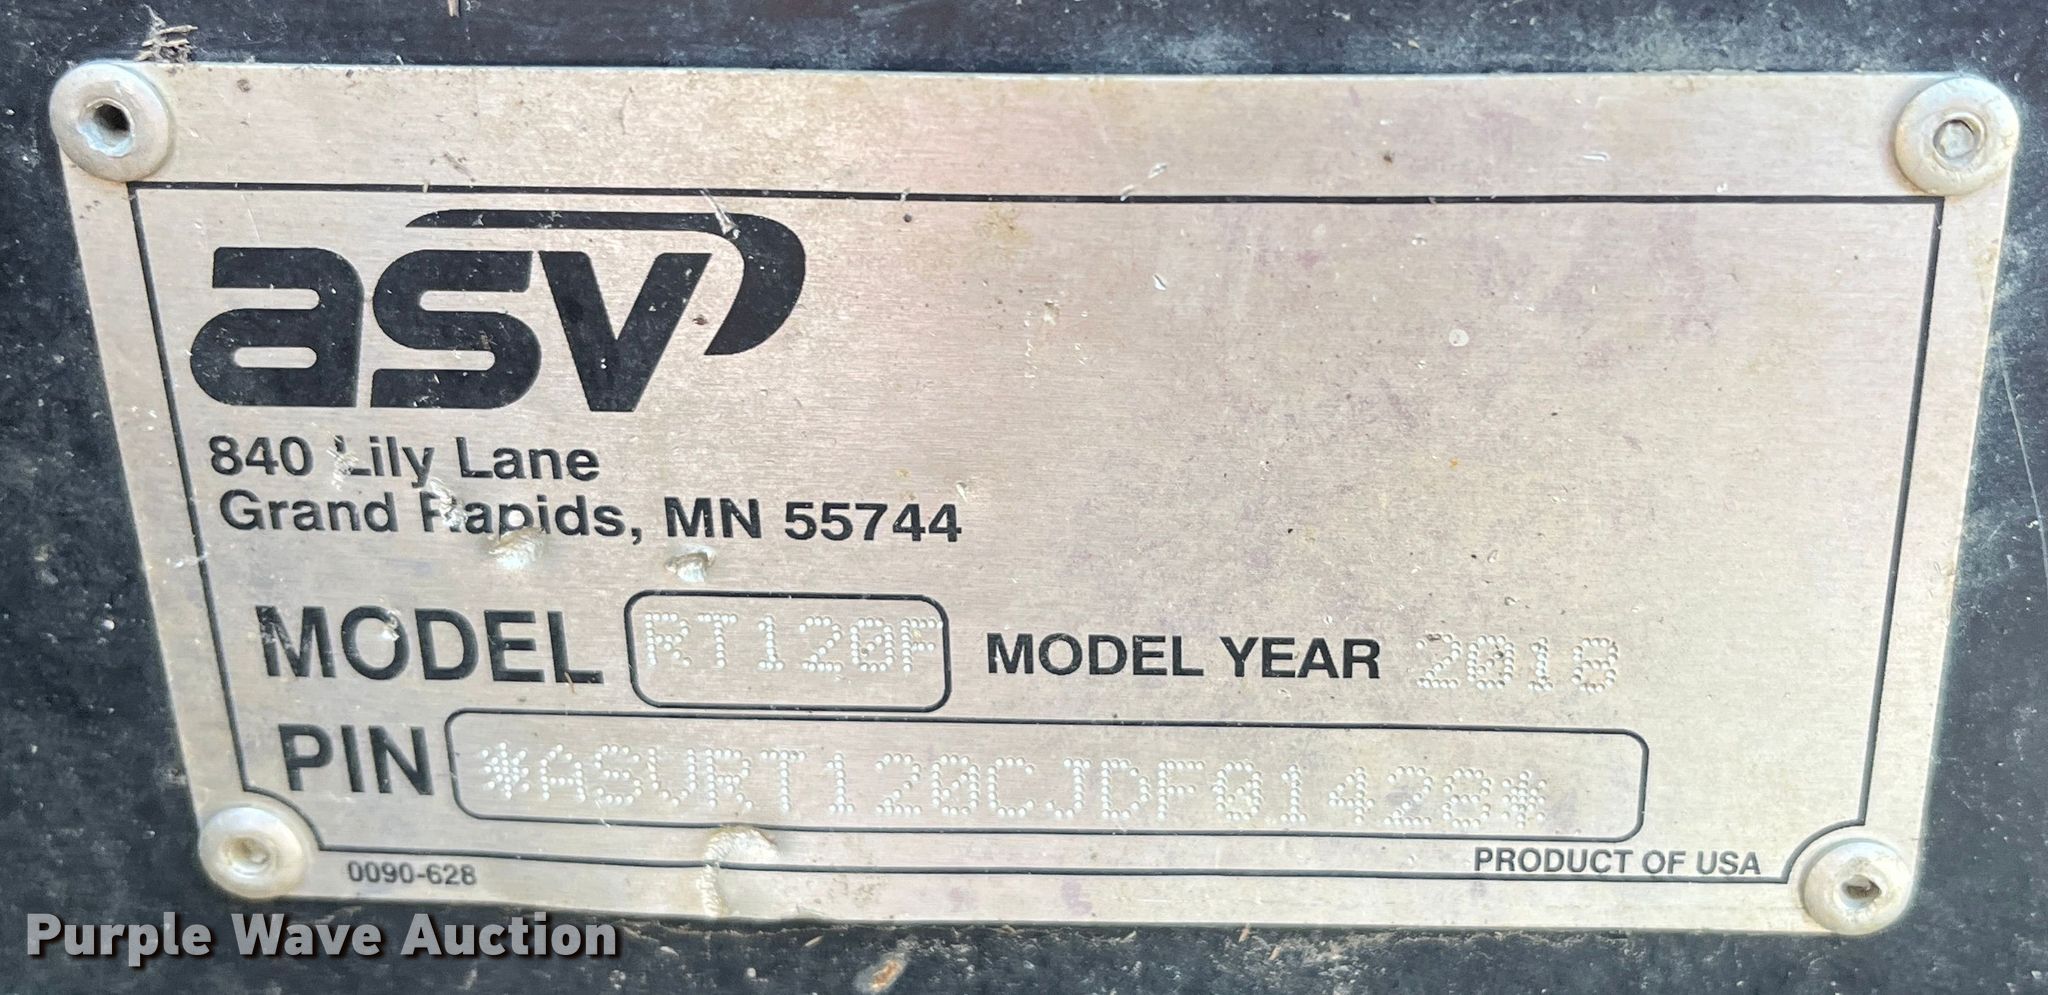 asv
840 Lily Lane
Grand Rapids, MN 55744
MODEL RT120F MODEL YEAR 2018
PIN *ASVRT120CJDF01428*
0090-628
PRODUCT OF USA
Purple Wave Auction